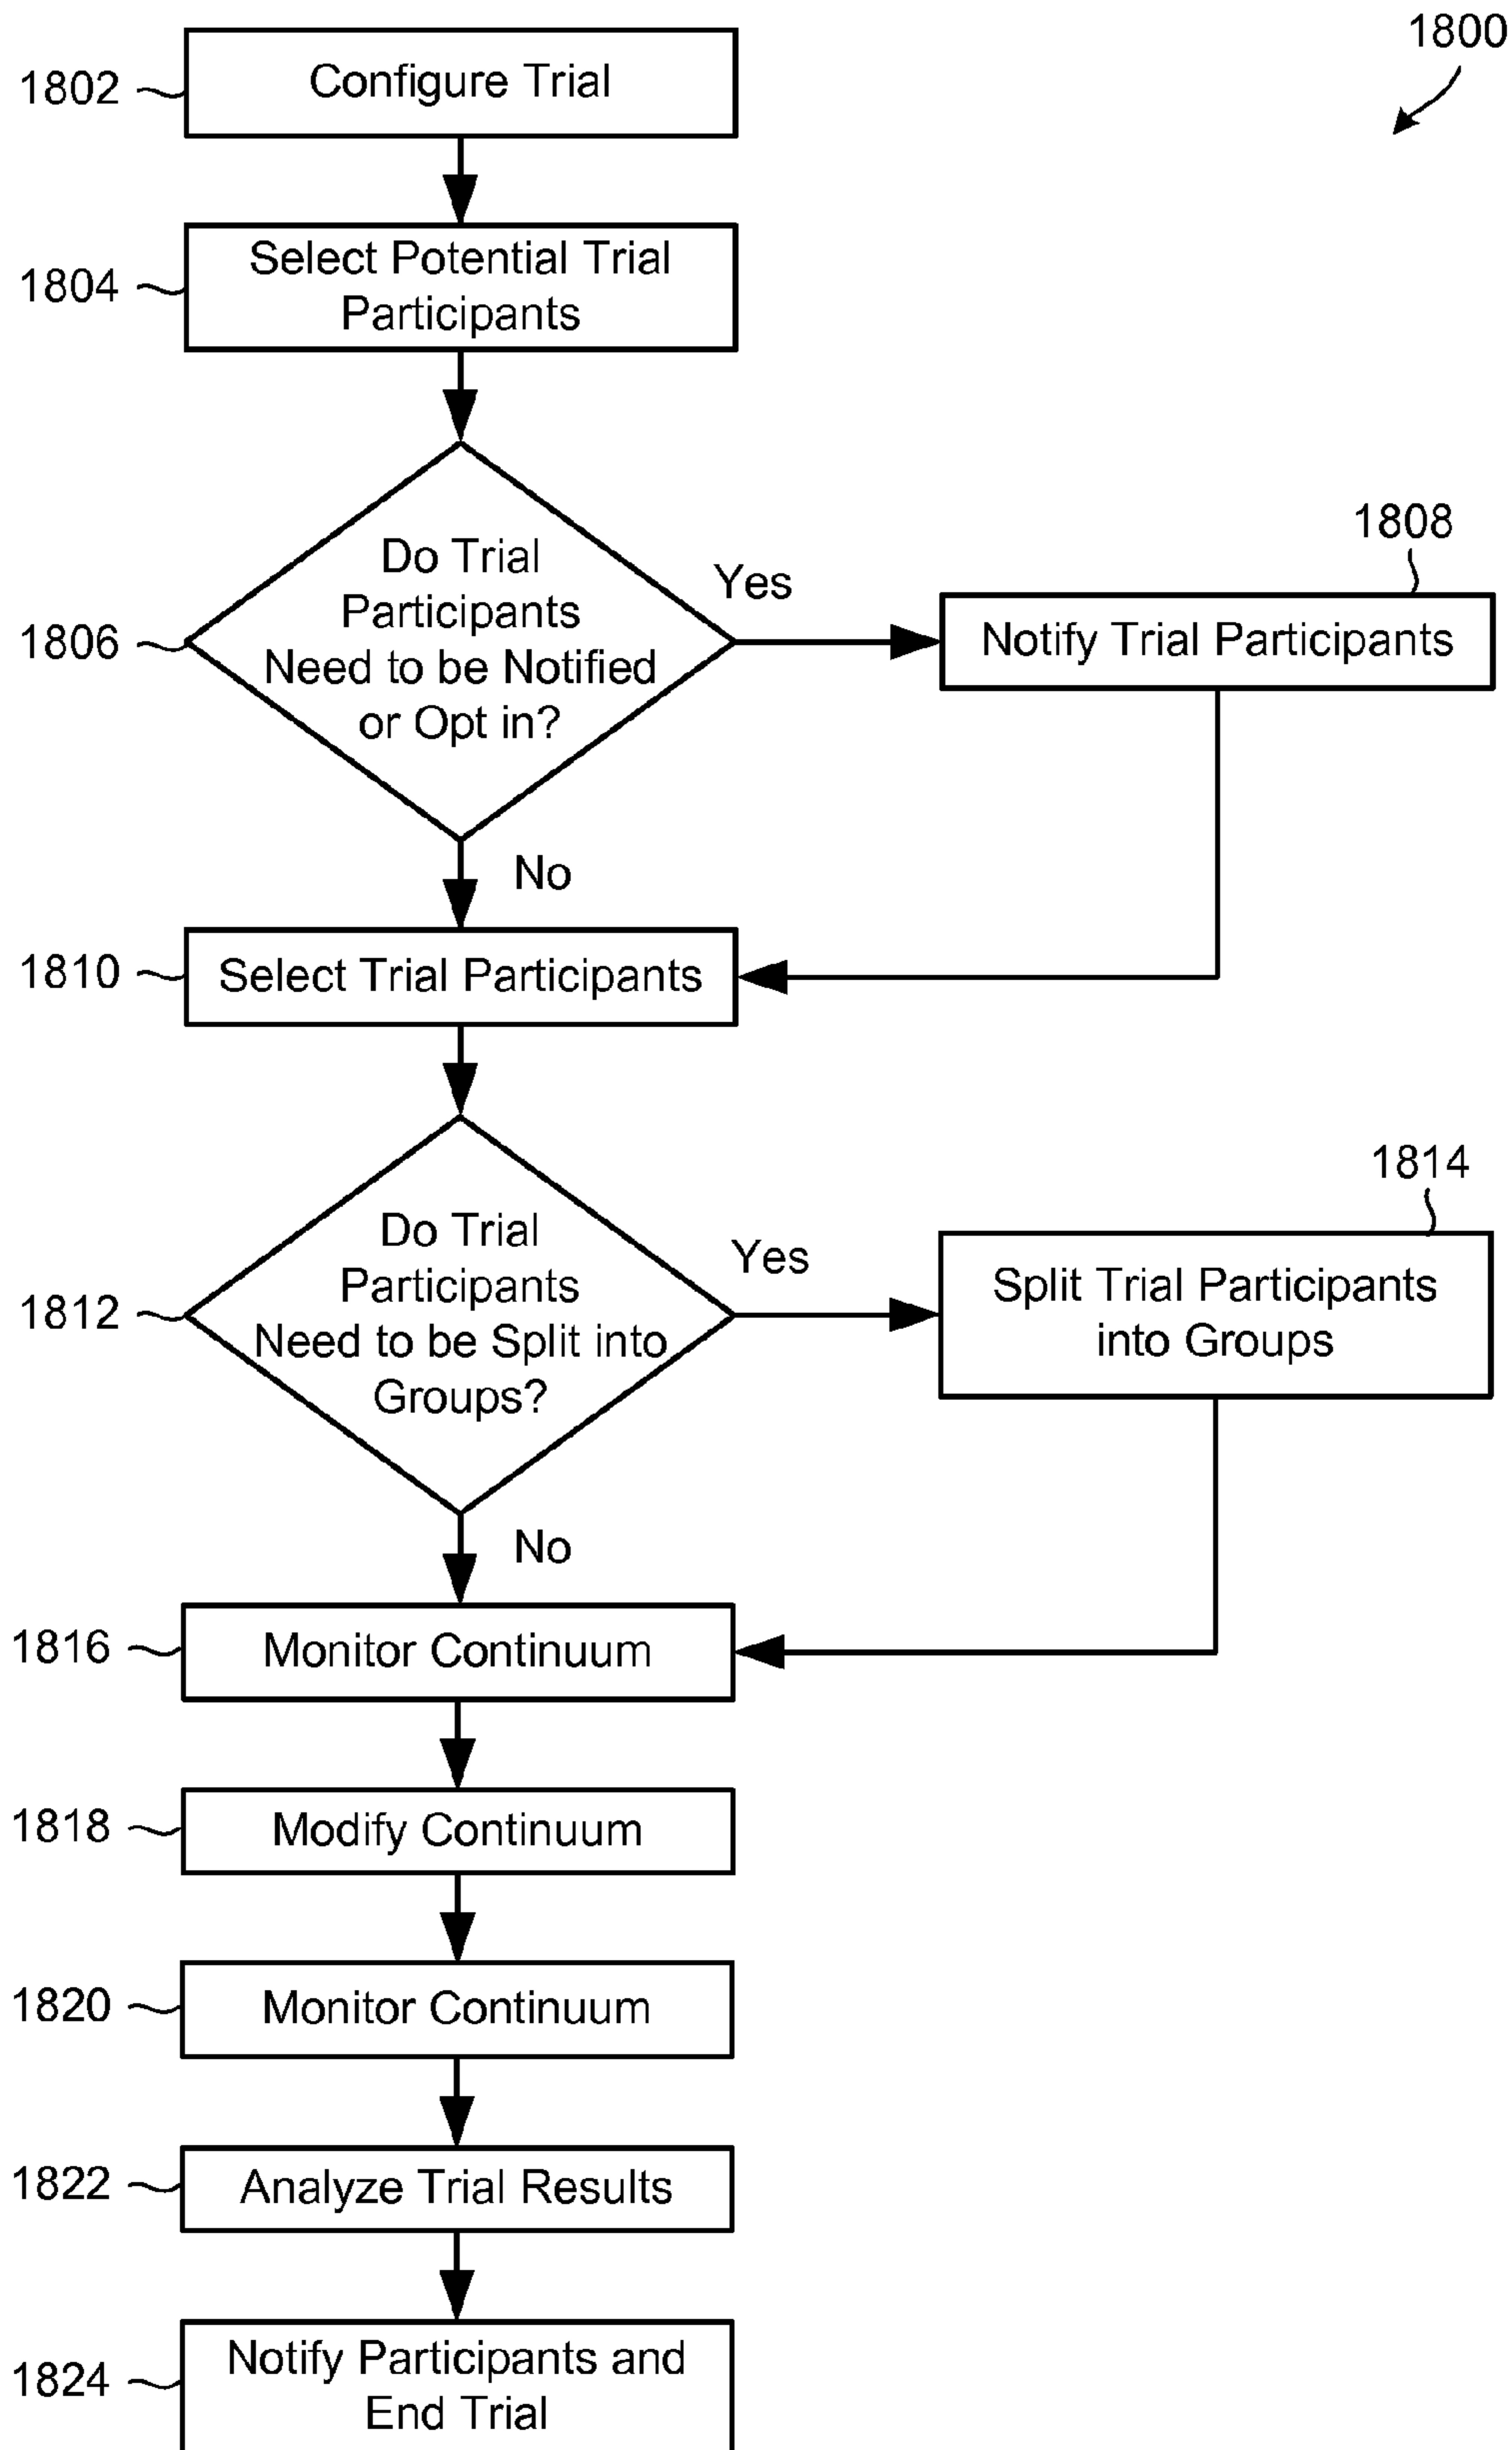 1800
1802
Configure Trial
1804
Select Potential Trial
Participants
1806
Do Trial
Participants
Need to be Notified
or Opt in?
Yes
1808
Notify Trial Participants
No
1810
Select Trial Participants
1812
Do Trial
Participants
Need to be Split into
Groups?
Yes
1814
Split Trial Participants
into Groups
No
1816
Monitor Continuum
1818
Modify Continuum
1820
Monitor Continuum
1822
Analyze Trial Results
1824
Notify Participants and
End Trial